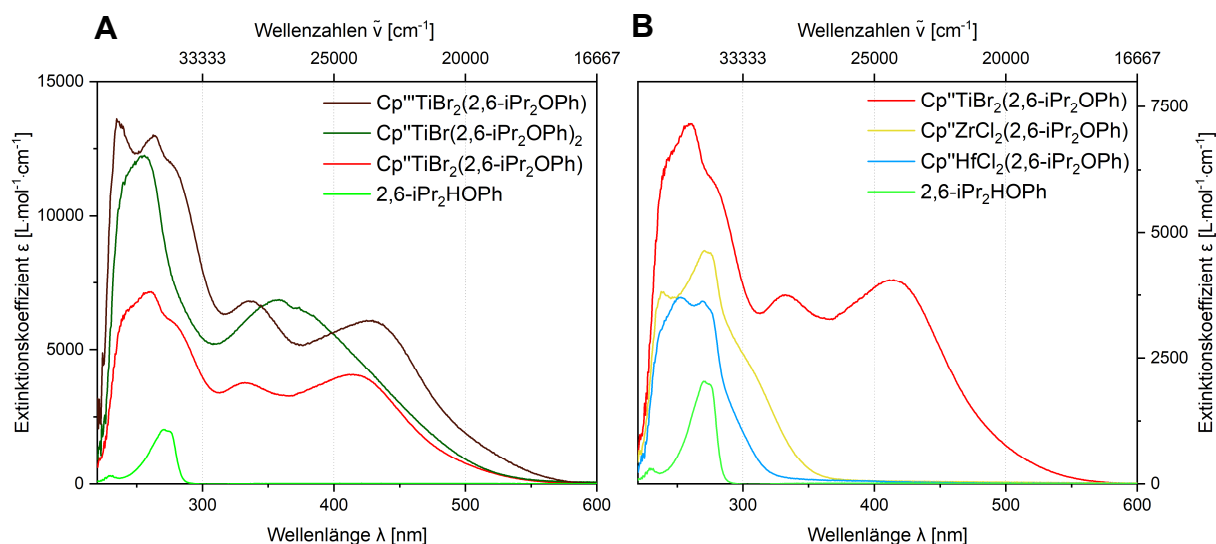 A
Wellenzahlen ṽ [cm⁻¹]
33333 25000 20000 16667
15000
10000
5000
0
Extinktionskoeffizient ε [L·mol⁻¹·cm⁻¹]
Cp'''TiBr₂(2,6-iPr₂OPh)
Cp''TiBr(2,6-iPr₂OPh)₂
Cp''TiBr₂(2,6-iPr₂OPh)
2,6-iPr₂HOPh
300 400 500 600
Wellenlänge λ [nm]
B
Wellenzahlen ṽ [cm⁻¹]
33333 25000 20000 16667
Cp''TiBr₂(2,6-iPr₂OPh)
Cp''ZrCl₂(2,6-iPr₂OPh)
Cp''HfCl₂(2,6-iPr₂OPh)
2,6-iPr₂HOPh
7500
5000
2500
0
Extinktionskoeffizient ε [L·mol⁻¹·cm⁻¹]
300 400 500 600
Wellenlänge λ [nm]